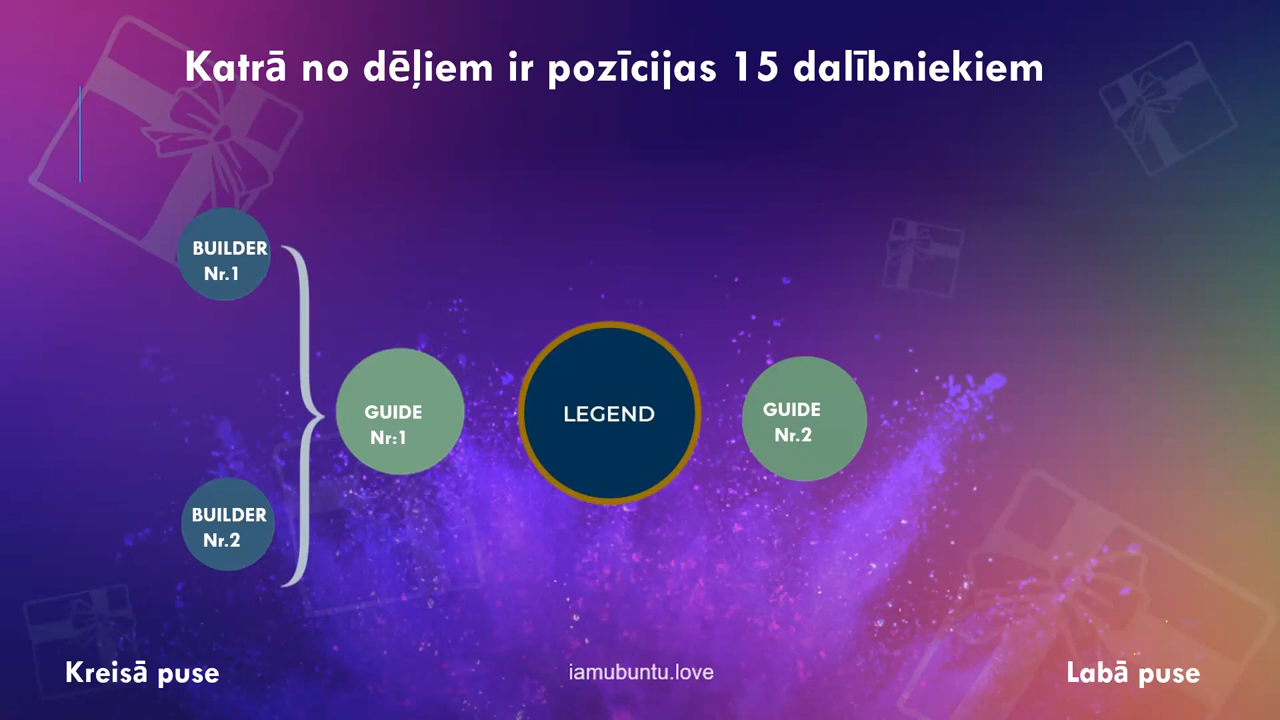 Katrā no dēļiem ir pozīcijas 15 dalībniekiem
BUILDER
Nr.1
GUIDE
Nr:1
LEGEND
GUIDE
Nr.2
BUILDER
Nr.2
Kreisā puse
iamubuntu.love
Labā puse